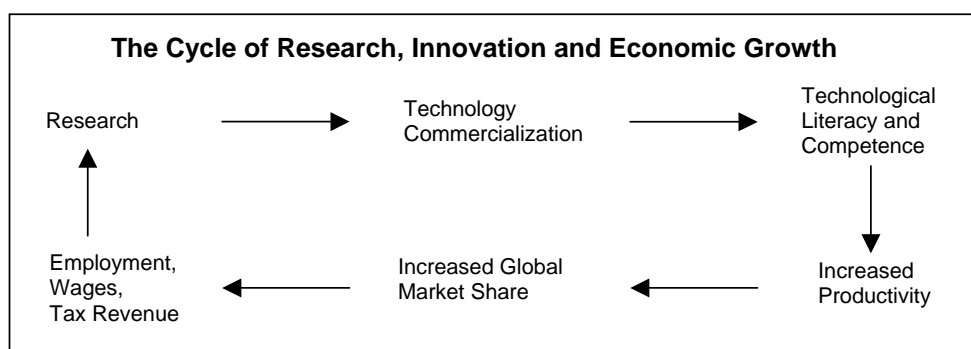 The Cycle of Research, Innovation and Economic Growth
Research
Technology
Commercialization
Technological
Literacy and
Competence
Increased
Productivity
Increased Global
Market Share
Employment,
Wages,
Tax Revenue